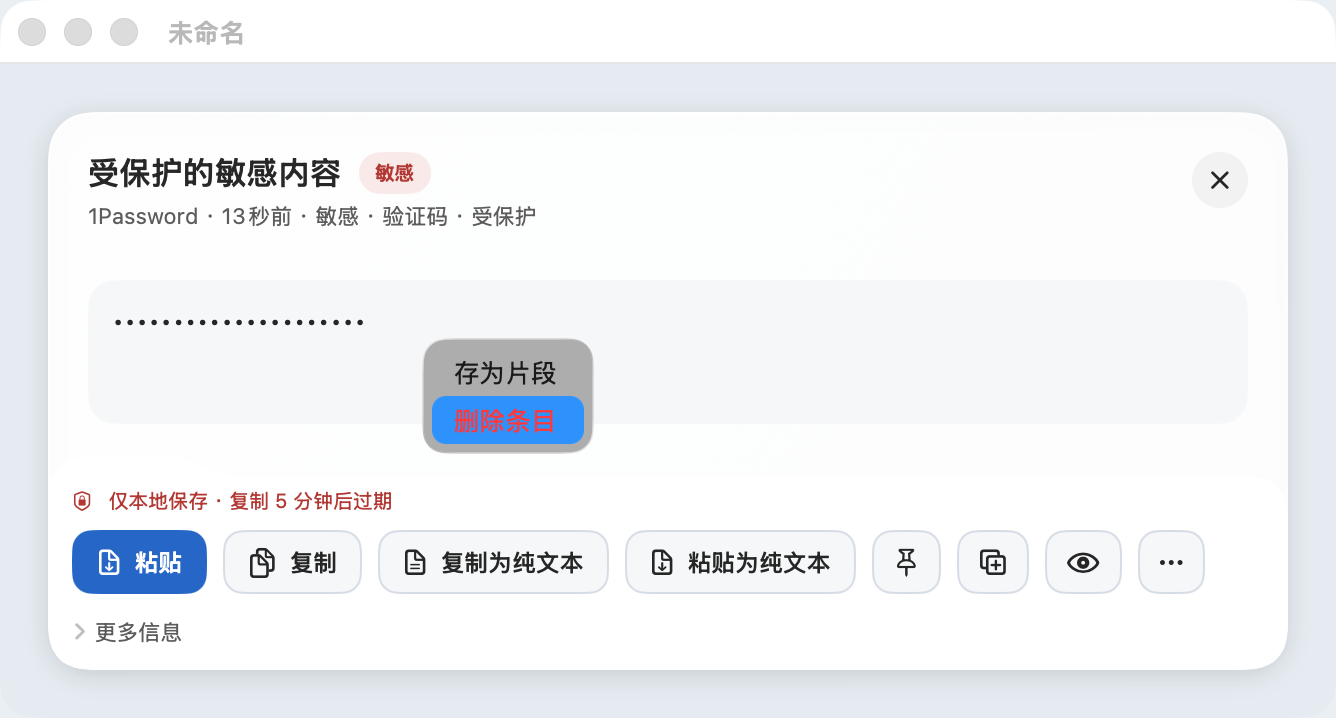 未命名
受保护的敏感内容 敏感
1Password · 13秒前 · 敏感 · 验证码 · 受保护
••••••••••••••••••••
存为片段
删除条目
仅本地保存 · 复制 5 分钟后过期
粘贴 复制 复制为纯文本 粘贴为纯文本
更多信息